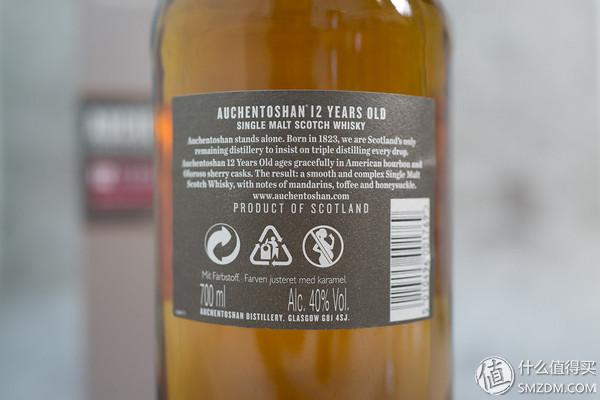 AUCHENTOSHAN 12 YEARS OLD
SINGLE MALT SCOTCH WHISKY
Auchentoshan stands alone. Born in 1823, we are Scotland's only
remaining distillery to insist on triple distilling every drop.
Auchentoshan 12 Years Old ages gracefully in American bourbon and
Oloroso sherry casks. The result: a smooth and complex Single Malt
Scotch Whisky, with notes of mandarins, toffee and honeysuckle.
www.auchentoshan.com
PRODUCT OF SCOTLAND
Mit Farbstoff. Farven justeret med karamel.
700 ml Alc. 40% Vol.
AUCHENTOSHAN DISTILLERY, GLASGOW G81 4SJ.
值 什么值得买
SMZDM.COM